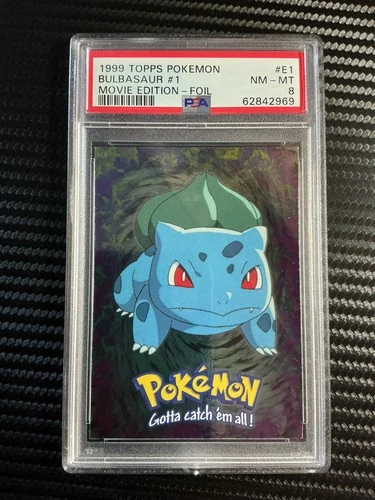 1999 TOPPS POKEMON #E1
BULBASAUR #1 NM-MT
MOVIE EDITION-FOIL 8
PSA 62842969
POKéMON
Gotta catch 'em all!